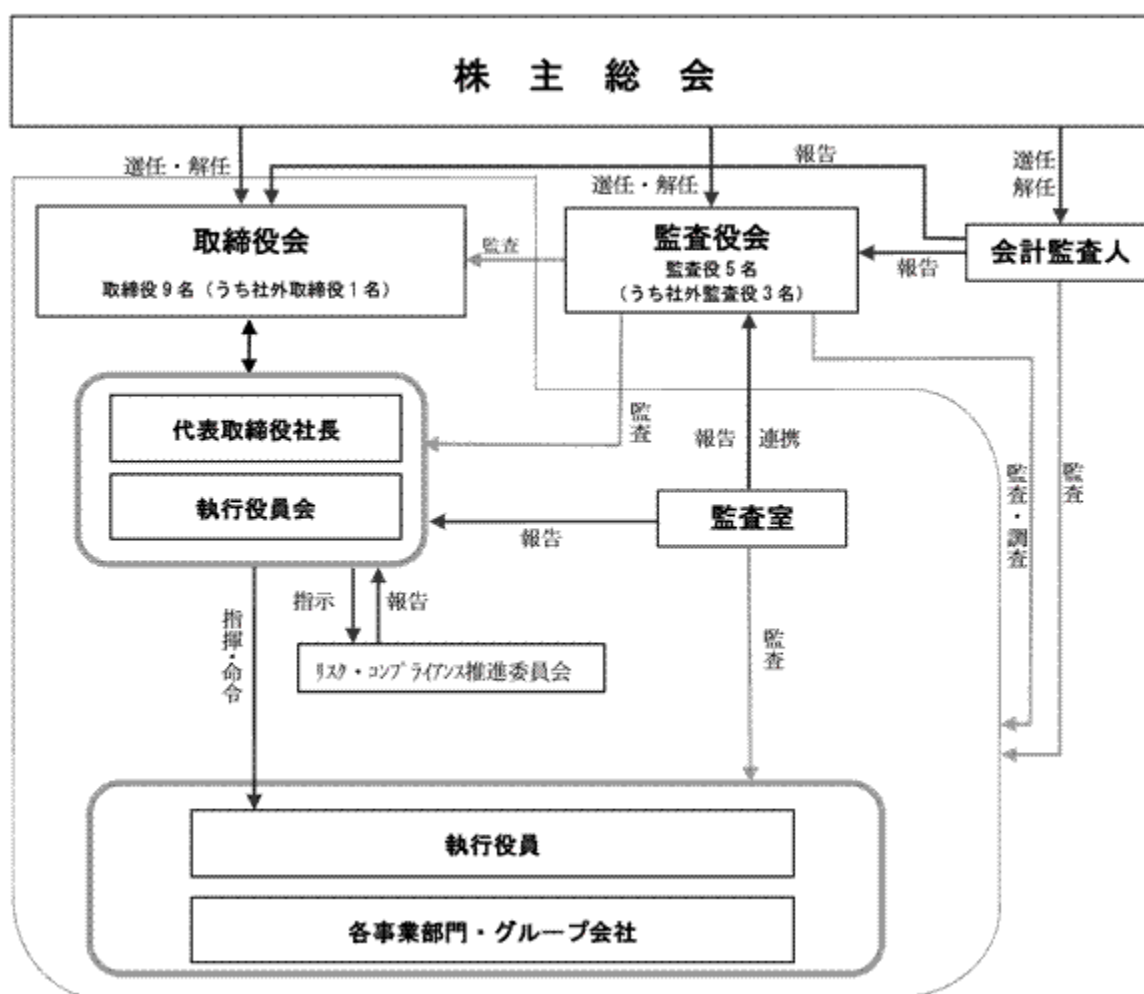 株主総会
選任・解任
選任・解任
報告
選任
解任
取締役会
取締役9名（うち社外取締役1名）
監査
監査役会
監査役5名
（うち社外監査役3名）
報告
会計監査人
代表取締役社長
執行役員会
監査
報告
連携
監査・調査
監査
報告
監査室
指揮・命令
指示
報告
ﾘｽｸ・ｺﾝﾌﾟﾗｲｱﾝｽ推進委員会
監査
執行役員
各事業部門・グループ会社